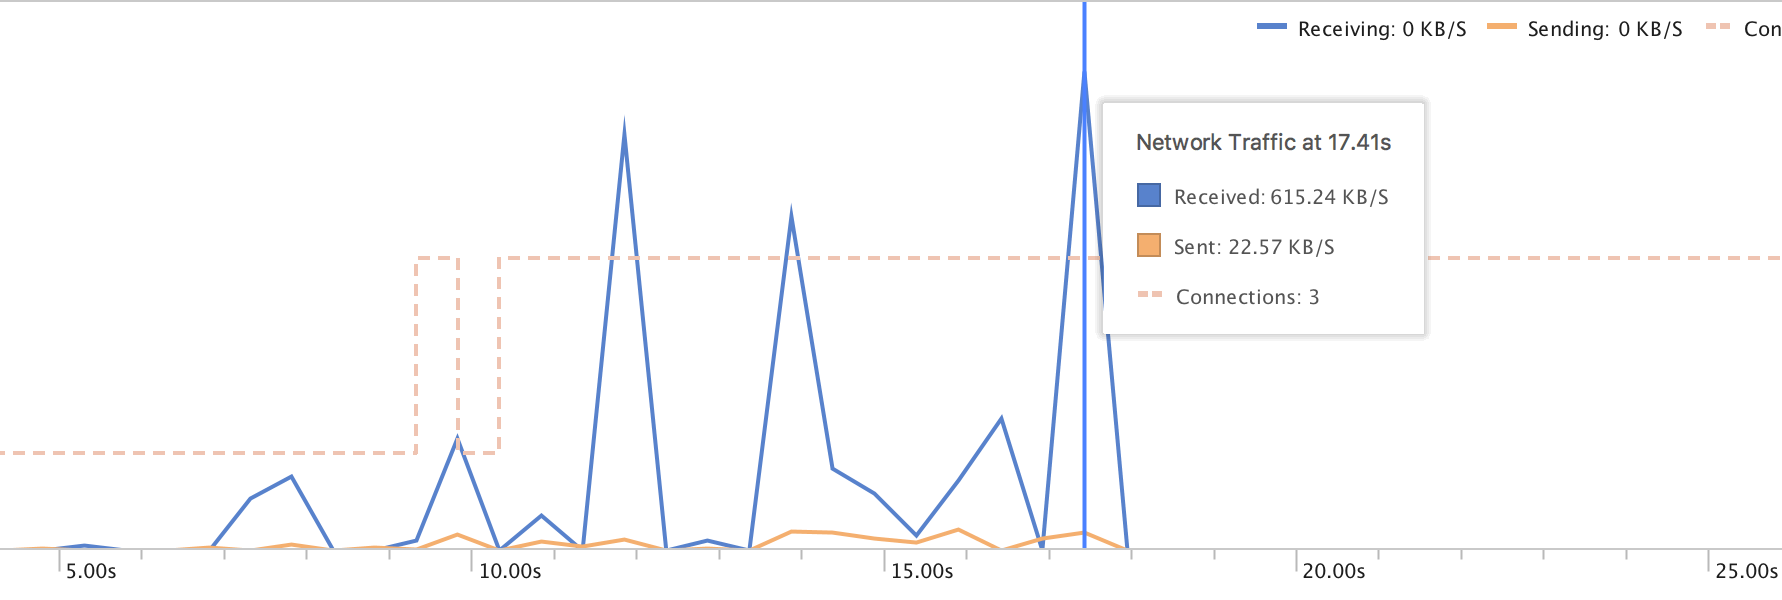 Receiving: 0 KB/S Sending: 0 KB/S Con
Network Traffic at 17.41s
Received: 615.24 KB/S
Sent: 22.57 KB/S
Connections: 3
5.00s 10.00s 15.00s 20.00s 25.00s